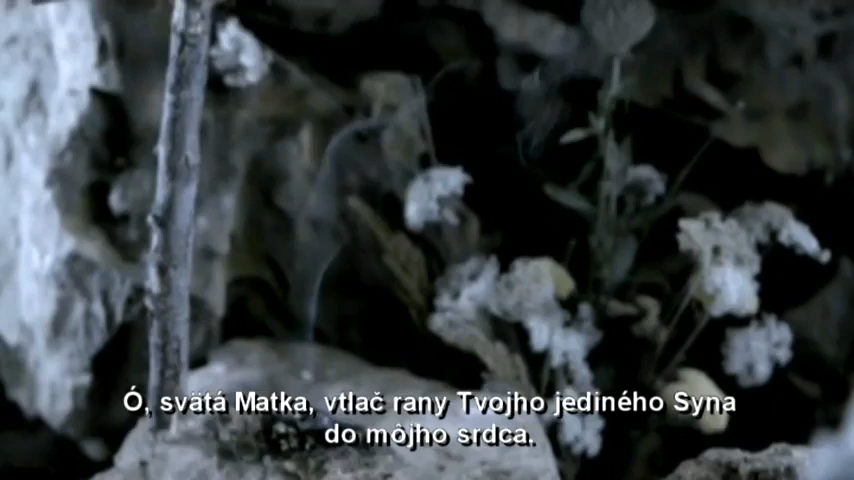 Ó, svätá Matka, vtlač rany Tvojho jediného Syna
do môjho srdca.